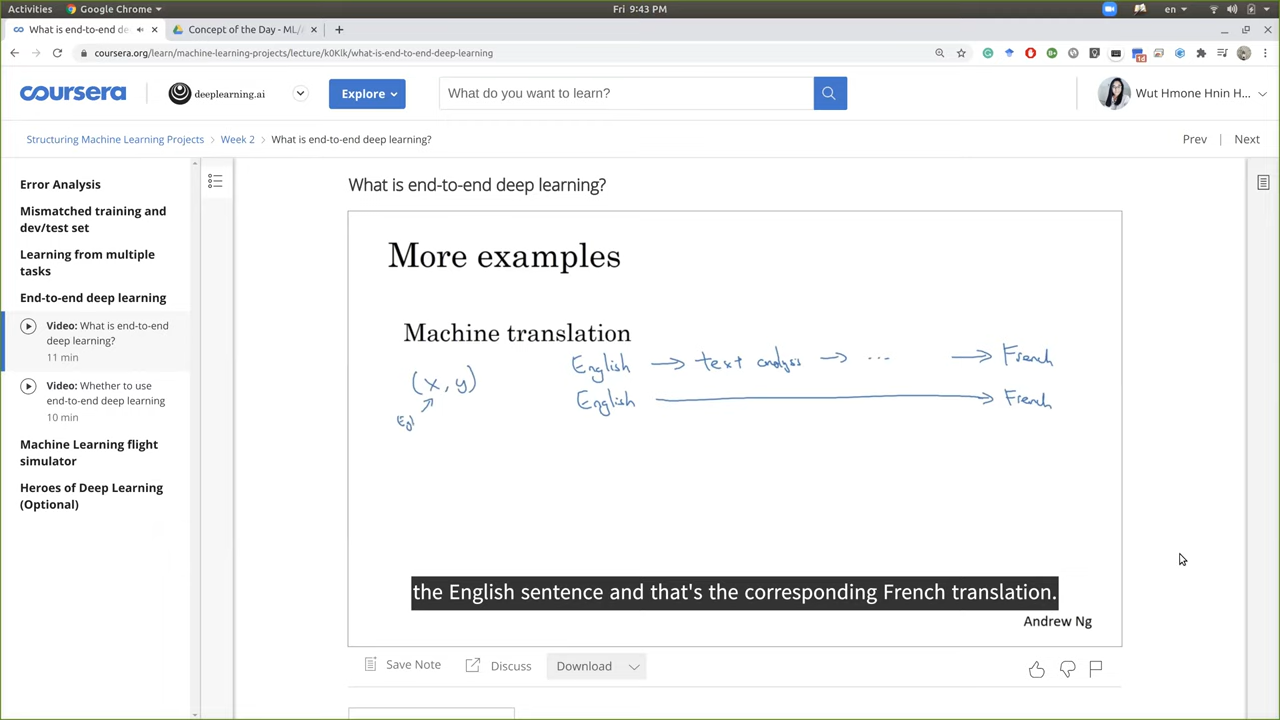 Activities
Google Chrome
Fri 9:43 PM
en
What is end-to-end de
Concept of the Day - ML/
coursera.org/learn/machine-learning-projects/lecture/k0Klk/what-is-end-to-end-deep-learning
coursera
deeplearning.ai
Explore
What do you want to learn?
Wut Hmone Hnin H...
Structuring Machine Learning Projects > Week 2 > What is end-to-end deep learning?
Prev | Next
Error Analysis
Mismatched training and
dev/test set
Learning from multiple
tasks
End-to-end deep learning
Video: What is end-to-end
deep learning?
11 min
Video: Whether to use
end-to-end deep learning
10 min
Machine Learning flight
simulator
Heroes of Deep Learning
(Optional)
What is end-to-end deep learning?
More examples
Machine translation
English → text analysis → ... → French
(x, y)
English → French
Egl
the English sentence and that's the corresponding French translation.
Andrew Ng
Save Note
Discuss
Download